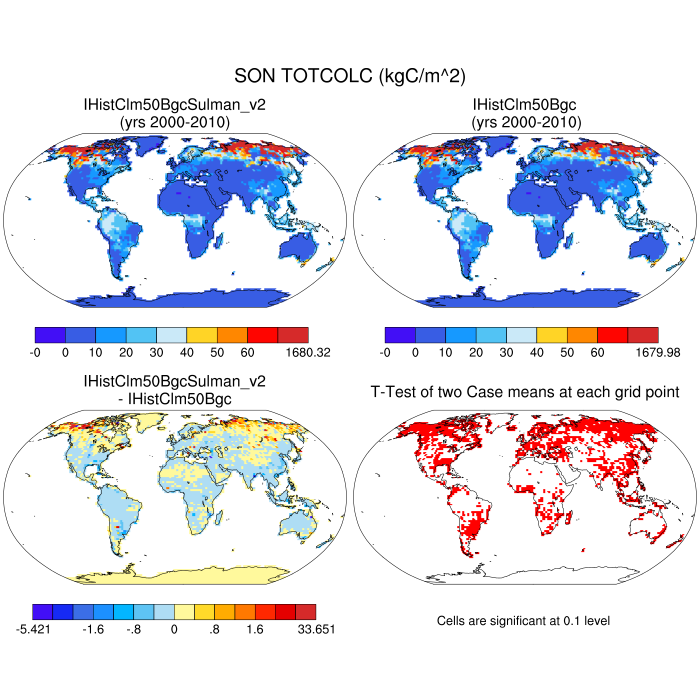 SON TOTCOLC (kgC/m^2)
IHistClm50BgcSulman_v2
(yrs 2000-2010)
IHistClm50Bgc
(yrs 2000-2010)
-0 0 10 20 30 40 50 60 1680.32
-0 0 10 20 30 40 50 60 1679.98
IHistClm50BgcSulman_v2
- IHistClm50Bgc
T-Test of two Case means at each grid point
-5.421 -1.6 -.8 0 .8 1.6 33.651
Cells are significant at 0.1 level